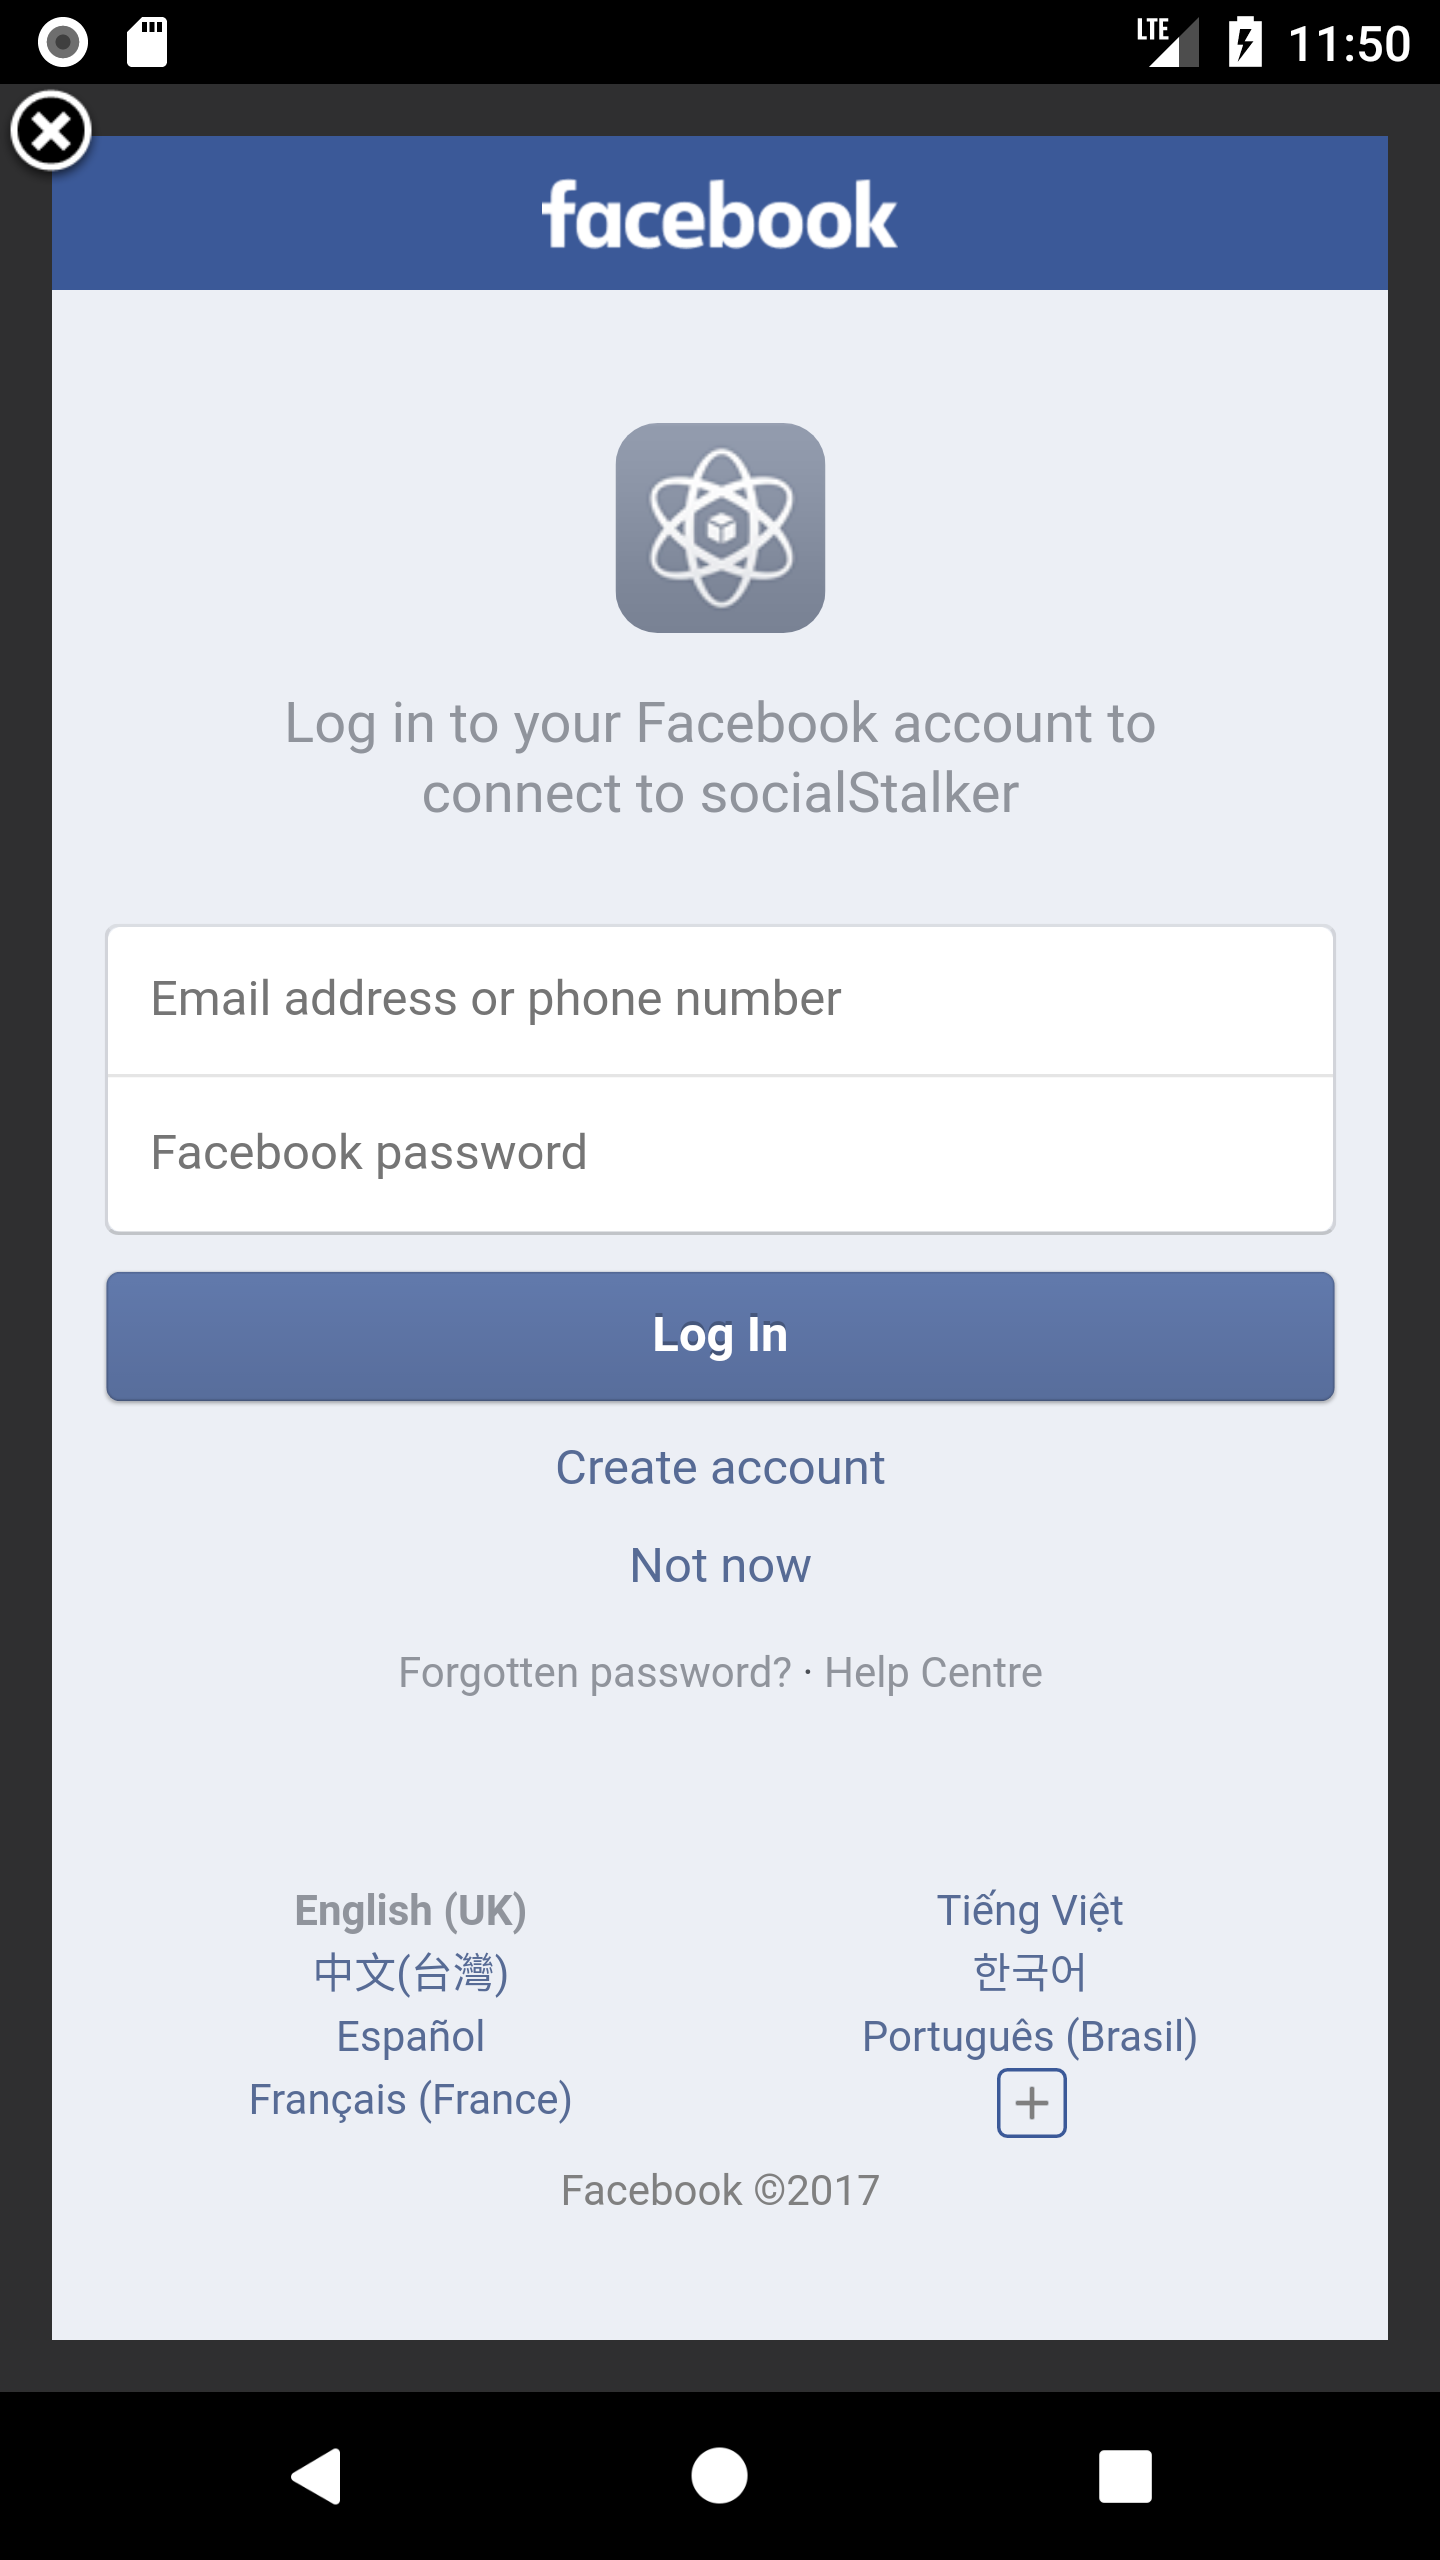 LTE 11:50
facebook
Log in to your Facebook account to
connect to socialStalker
Email address or phone number
Facebook password
Log In
Create account
Not now
Forgotten password? · Help Centre
English (UK)
Tiếng Việt
中文(台灣)
한국어
Español
Português (Brasil)
Français (France)
Facebook ©2017